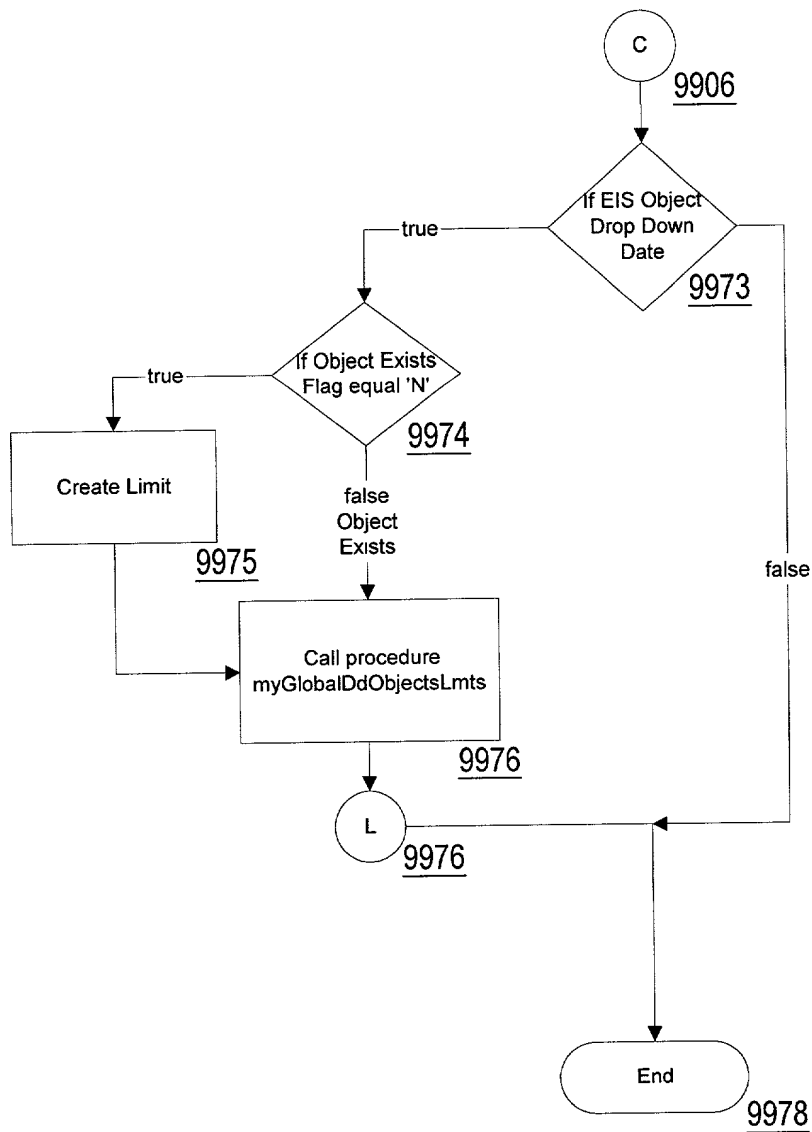 C
9906
If EIS Object
Drop Down
Date
9973
true
If Object Exists
Flag equal 'N'
9974
true
Create Limit
9975
false
Object
Exists
false
Call procedure
myGlobalDdObjectsLmts
9976
L
9976
End
9978